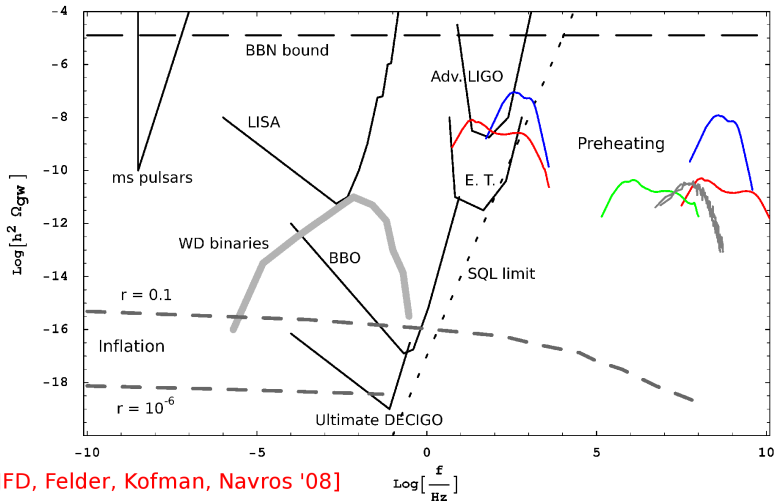 -4
-6
-8
-10
-12
-14
-16
-18
Log[h² Ωgw]
BBN bound
Adv. LIGO
LISA
Preheating
ms pulsars
E. T.
WD binaries
BBO
SQL limit
r = 0.1
Inflation
r = 10⁻⁶
Ultimate DECIGO
-10 -5 0 5 10
Log[f/Hz]
FD, Felder, Kofman, Navros '08]